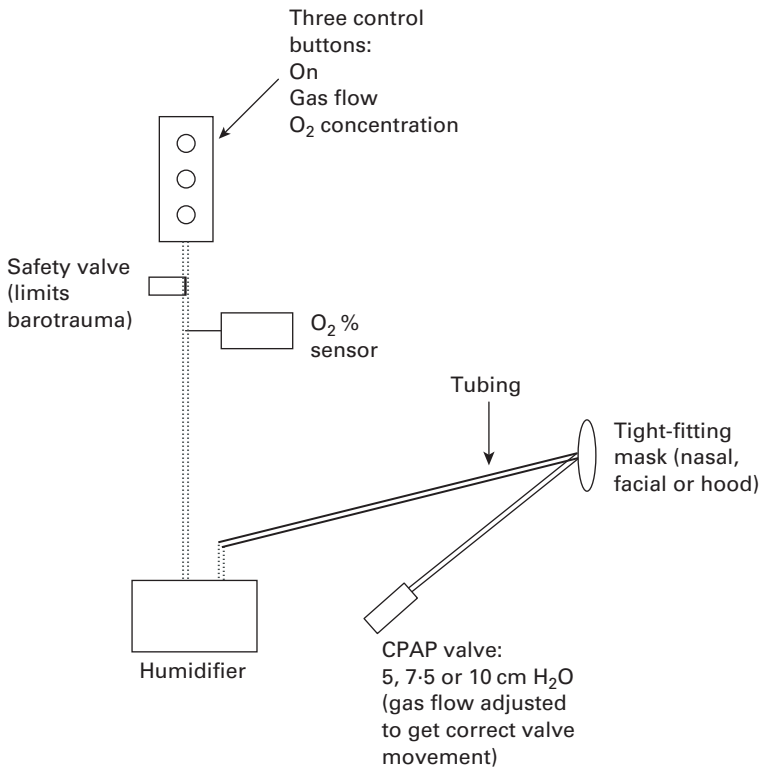 Three control
buttons:
On
Gas flow
O₂ concentration
Safety valve
(limits
barotrauma)
O₂ %
sensor
Tubing
Tight-fitting
mask (nasal,
facial or hood)
Humidifier
CPAP valve:
5, 7·5 or 10 cm H₂O
(gas flow adjusted
to get correct valve
movement)